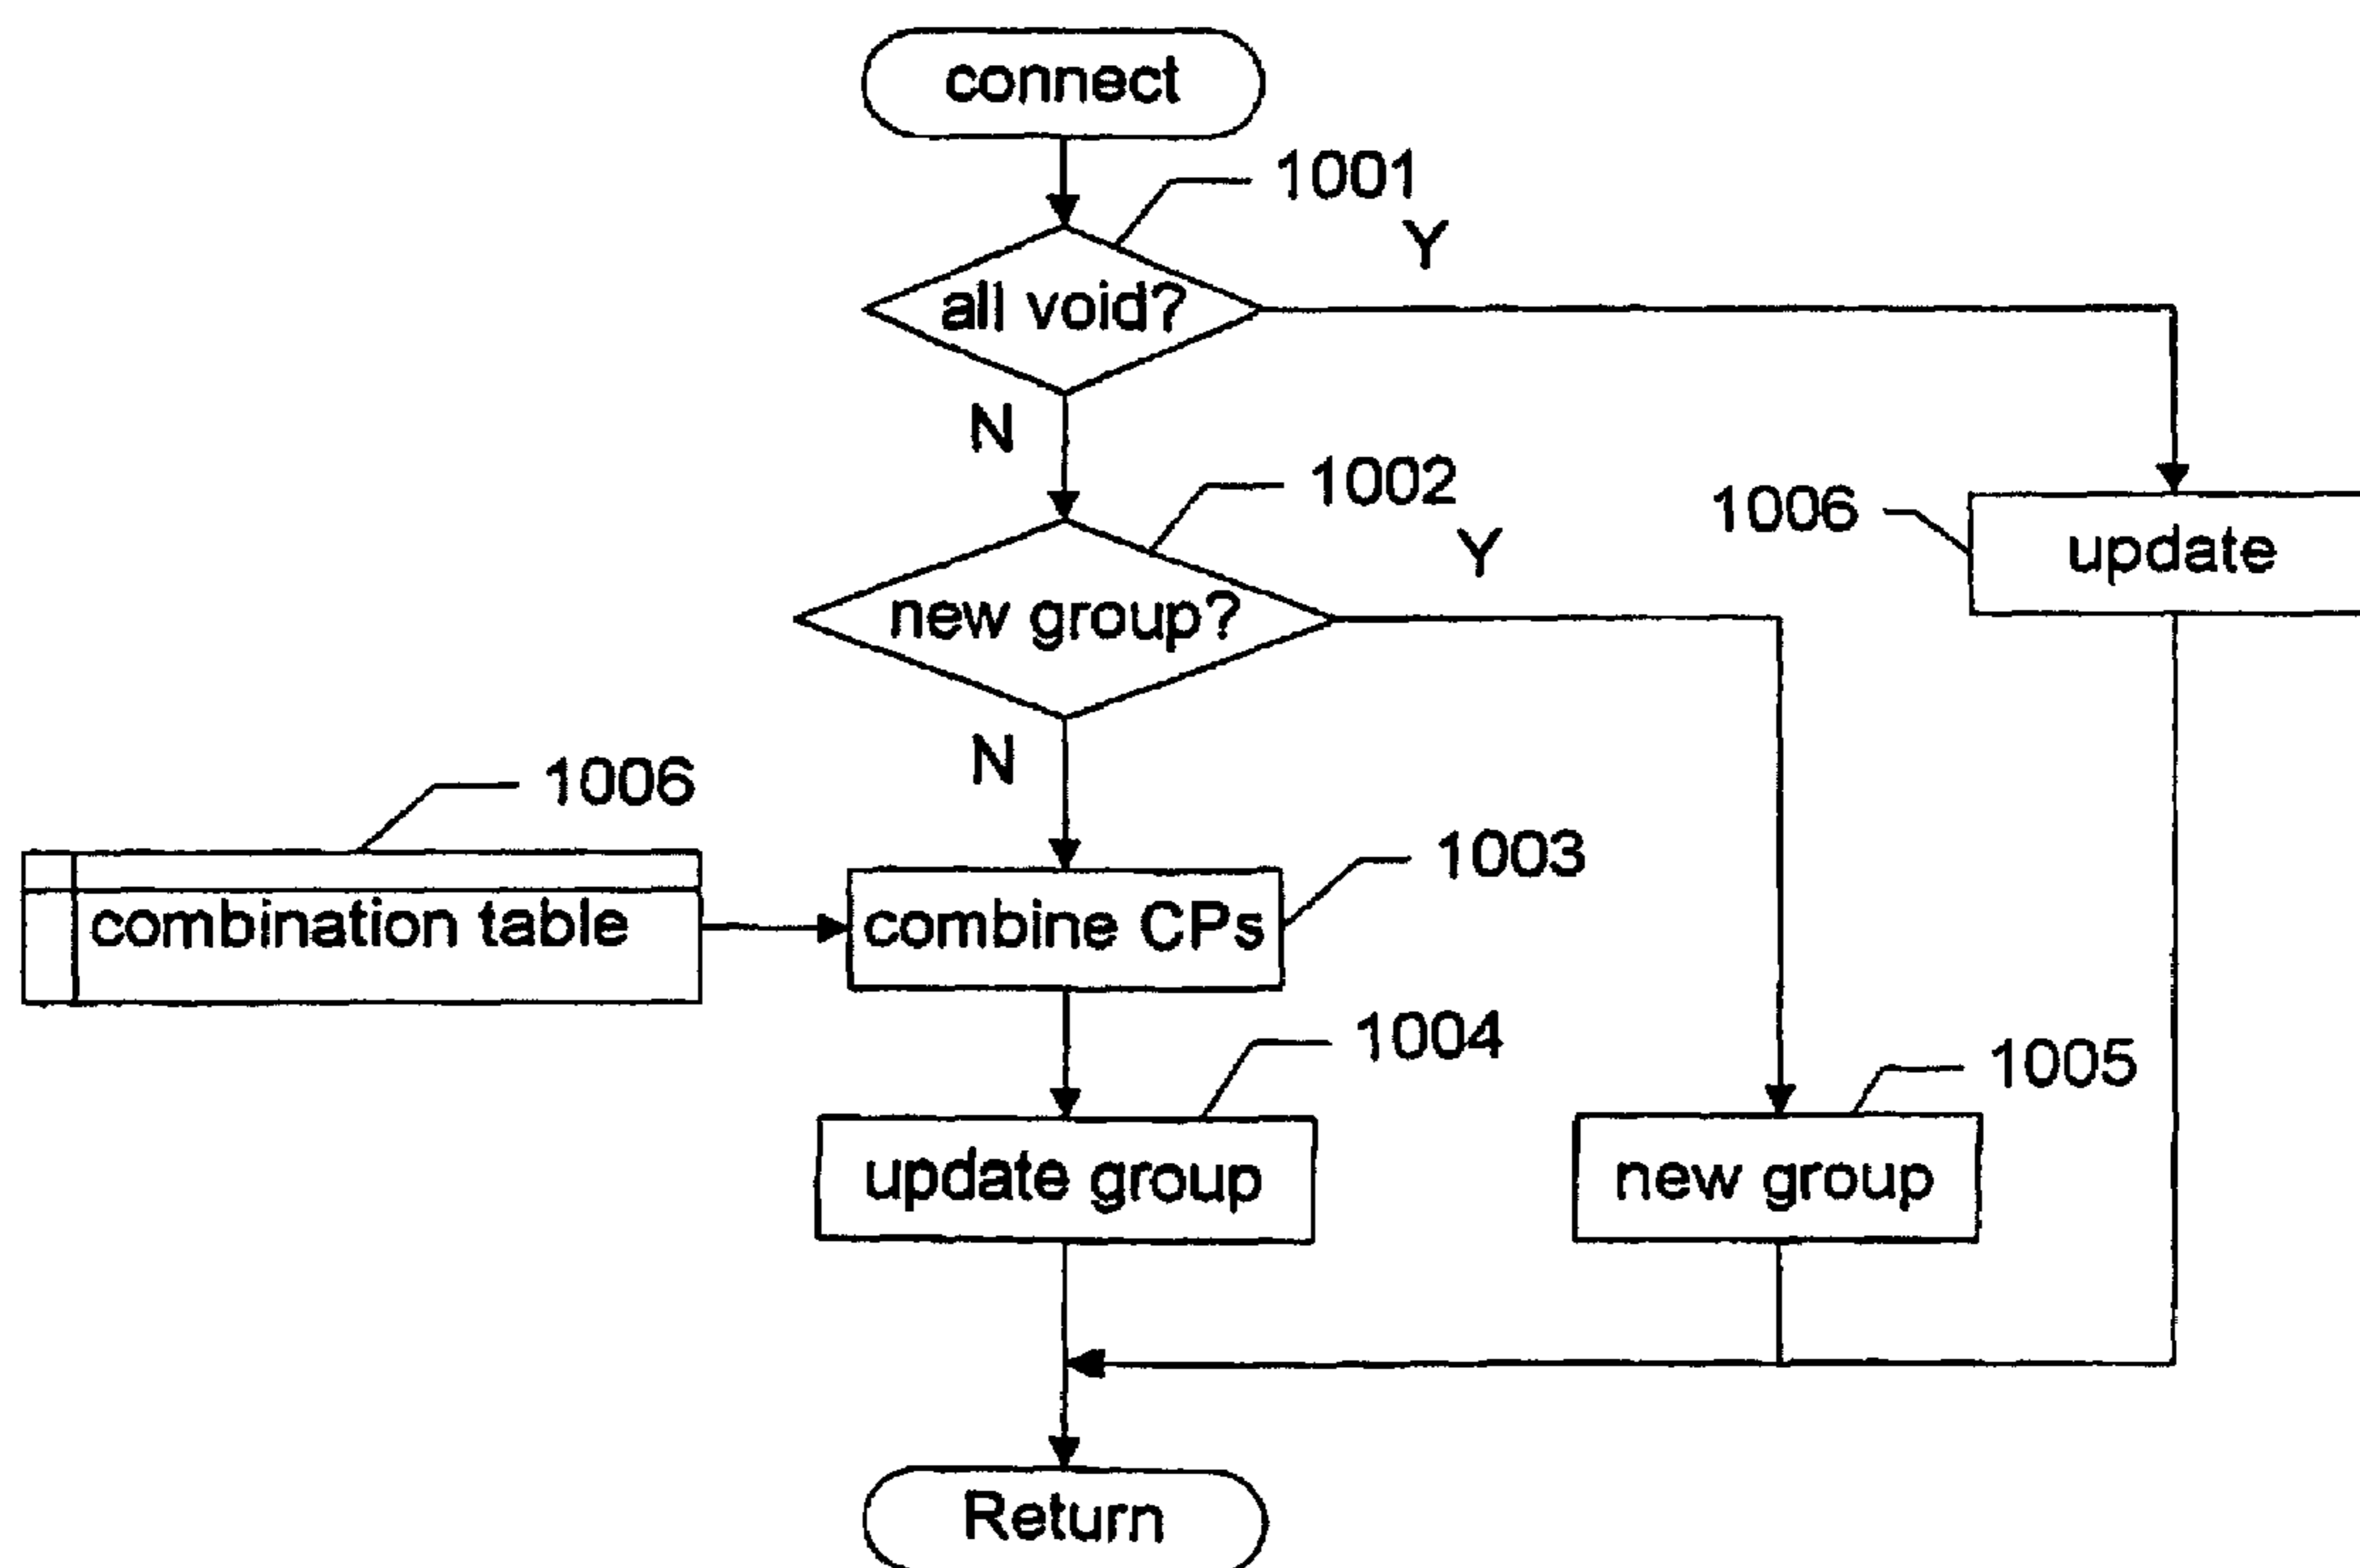 connect
1001
Y
all void?
N
1002
Y
1006
update
new group?
N
1006
1003
combination table
combine CPs
1004
1005
update group
new group
Return